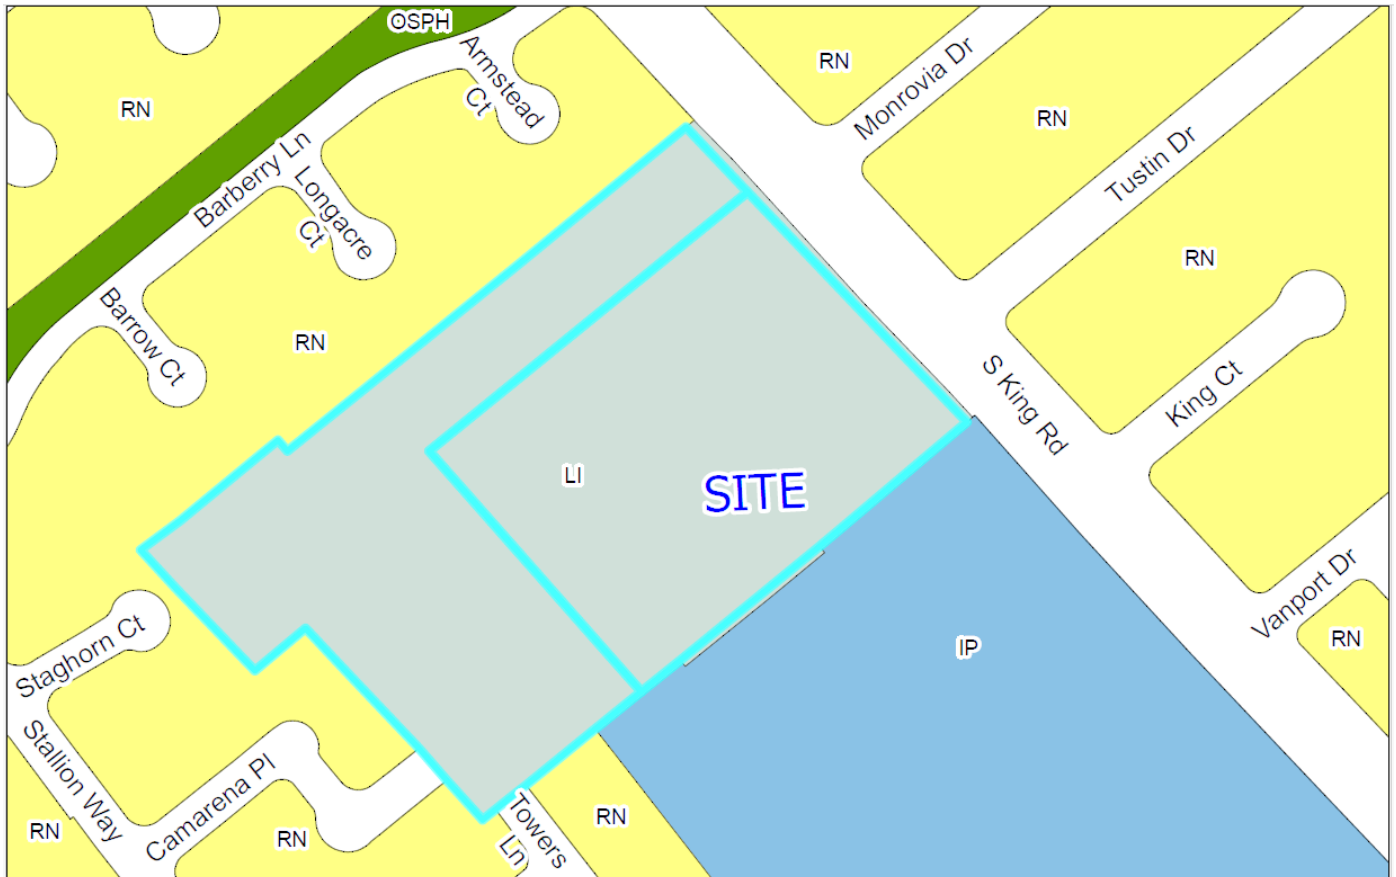 OSPH
RN
Armstead
Ct
RN
Monrovia Dr
RN
Tustin Dr
Barberry Ln
Longacre
Ct
RN
Barrow Ct
RN
S King Rd
King Ct
LI
SITE
Vanport Dr
RN
IP
Staghorn Ct
Stallion Way
Camarena Pl
RN
RN
Towers
Ln
RN